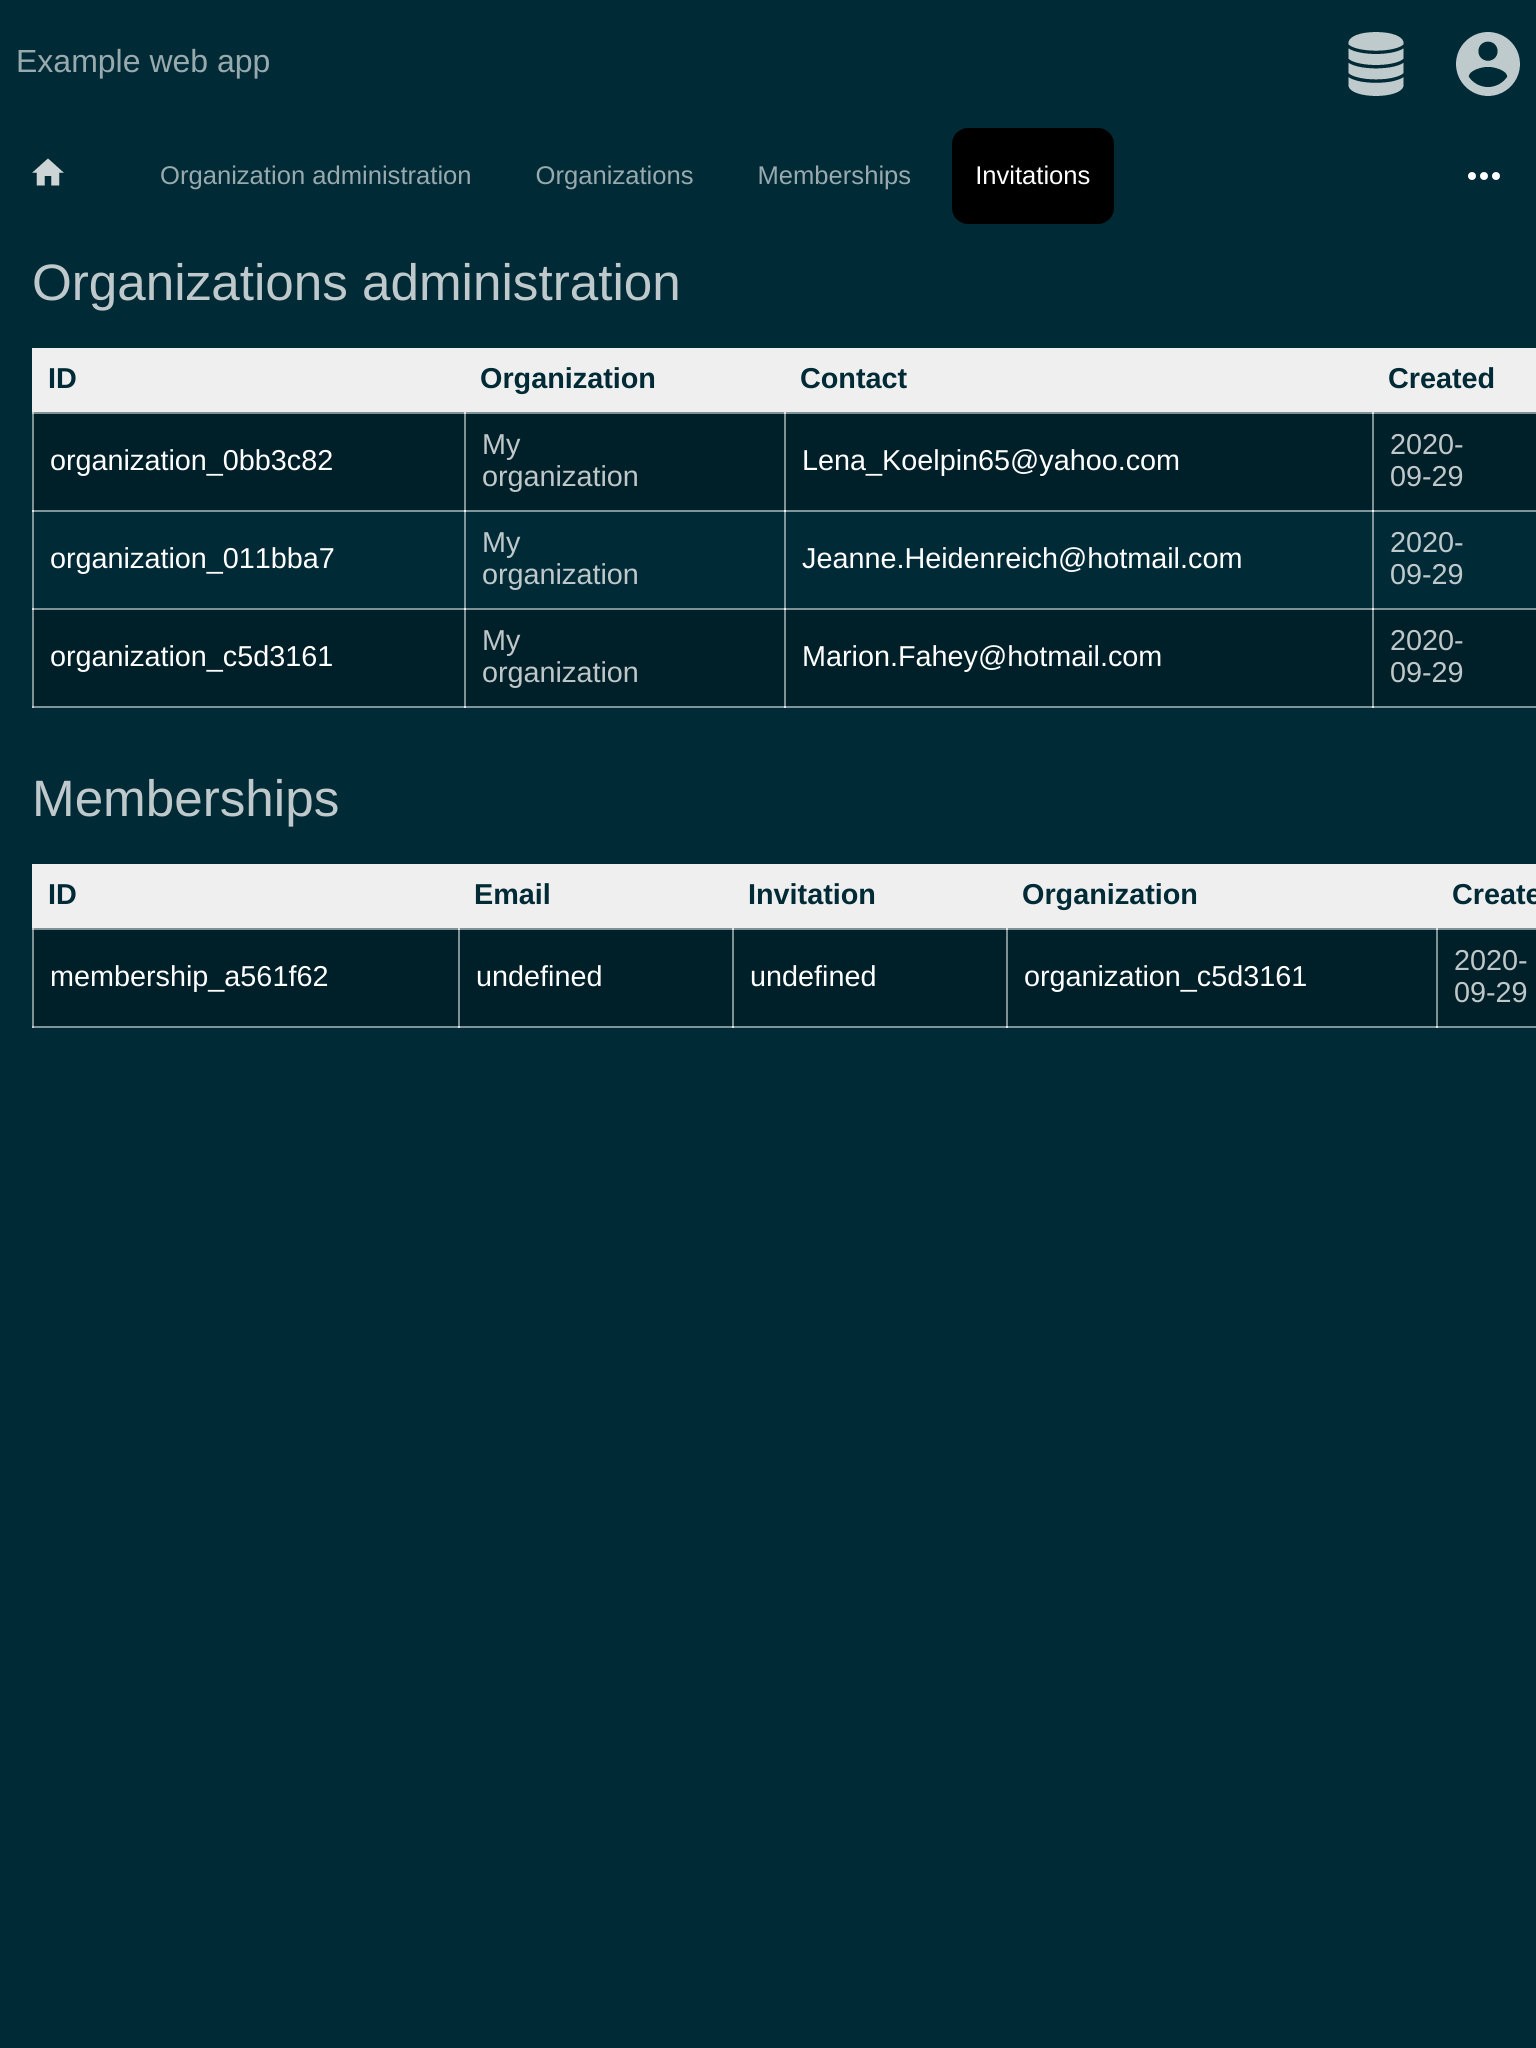 Example web app
Organization administration Organizations Memberships Invitations
Organizations administration
ID Organization Contact Created
organization_0bb3c82 My organization Lena_Koelpin65@yahoo.com 2020-09-29
organization_011bba7 My organization Jeanne.Heidenreich@hotmail.com 2020-09-29
organization_c5d3161 My organization Marion.Fahey@hotmail.com 2020-09-29
Memberships
ID Email Invitation Organization Create
membership_a561f62 undefined undefined organization_c5d3161 2020-09-29